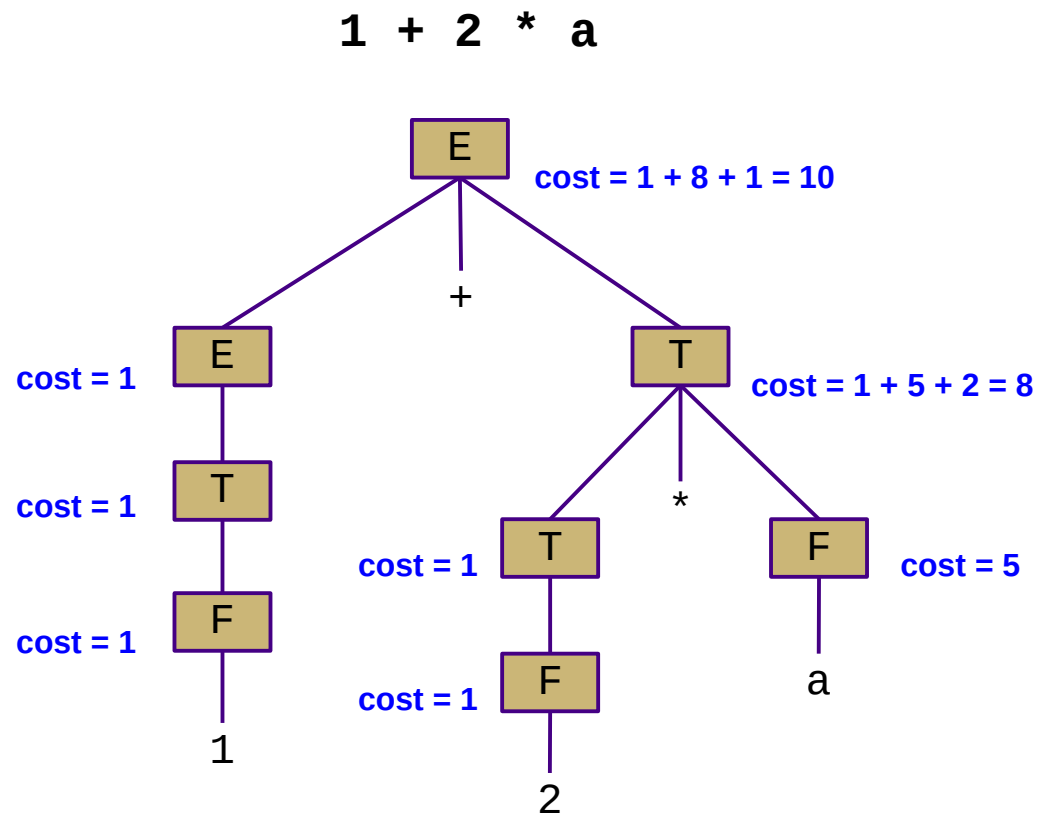 1 + 2 * a
E
cost = 1 + 8 + 1 = 10
+
E
T
cost = 1
cost = 1 + 5 + 2 = 8
T
*
cost = 1
T
F
cost = 1
cost = 5
F
cost = 1
a
F
cost = 1
1
2